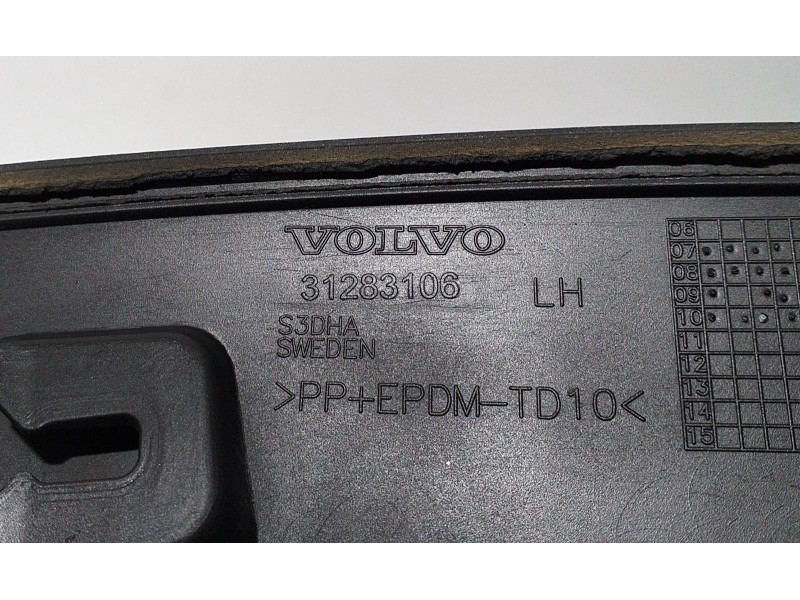 VOLVO
31283106
LH
S3DHA
SWEDEN
>PP+EPDM-TD10<
06
07
08
09
10
11
12
13
14
15